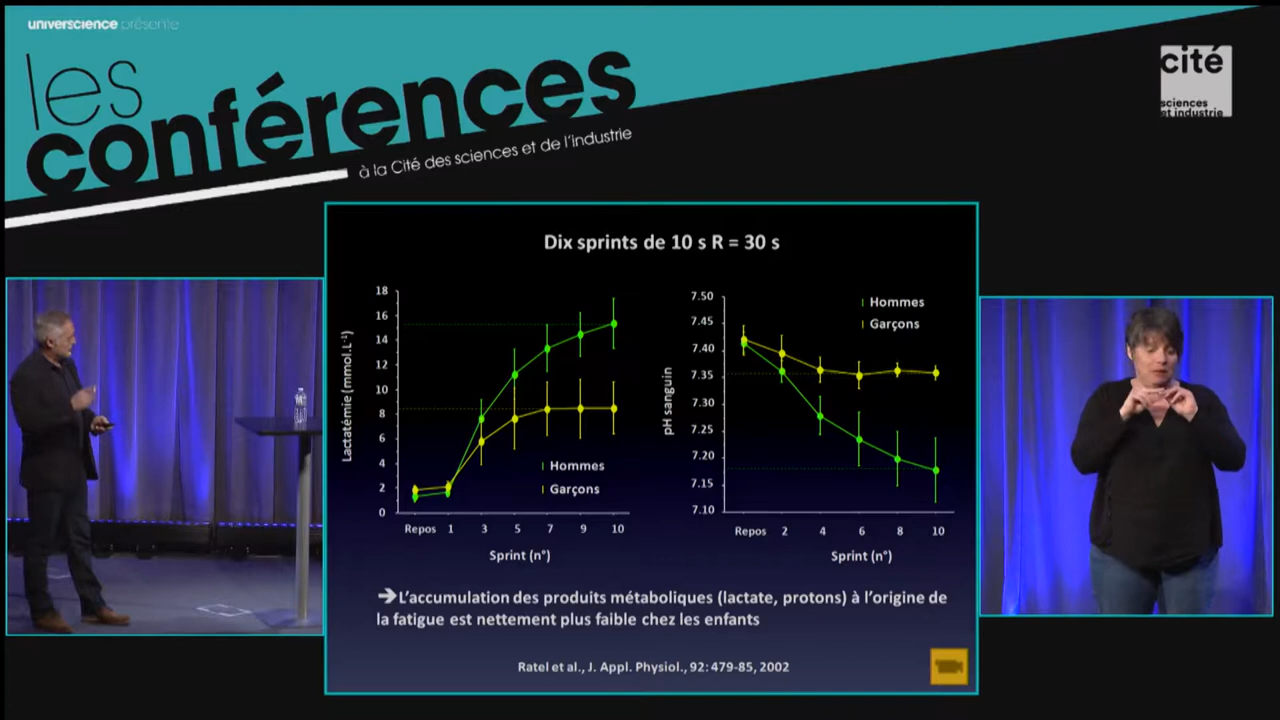 universcience présente
les
conférences
à la Cité des sciences et de l'industrie
cité
sciences
et industrie
Dix sprints de 10 s R = 30 s
Lactatémie (mmol.L⁻¹)
18
16
14
12
10
8
6
4
2
0
Hommes
Garçons
Repos 1 3 5 7 9 10
Sprint (n°)
pH sanguin
7.50
7.45
7.40
7.35
7.30
7.25
7.20
7.15
7.10
Hommes
Garçons
Repos 2 4 6 8 10
Sprint (n°)
➔L'accumulation des produits métaboliques (lactate, protons) à l'origine de
la fatigue est nettement plus faible chez les enfants
Ratel et al., J. Appl. Physiol., 92: 479-85, 2002